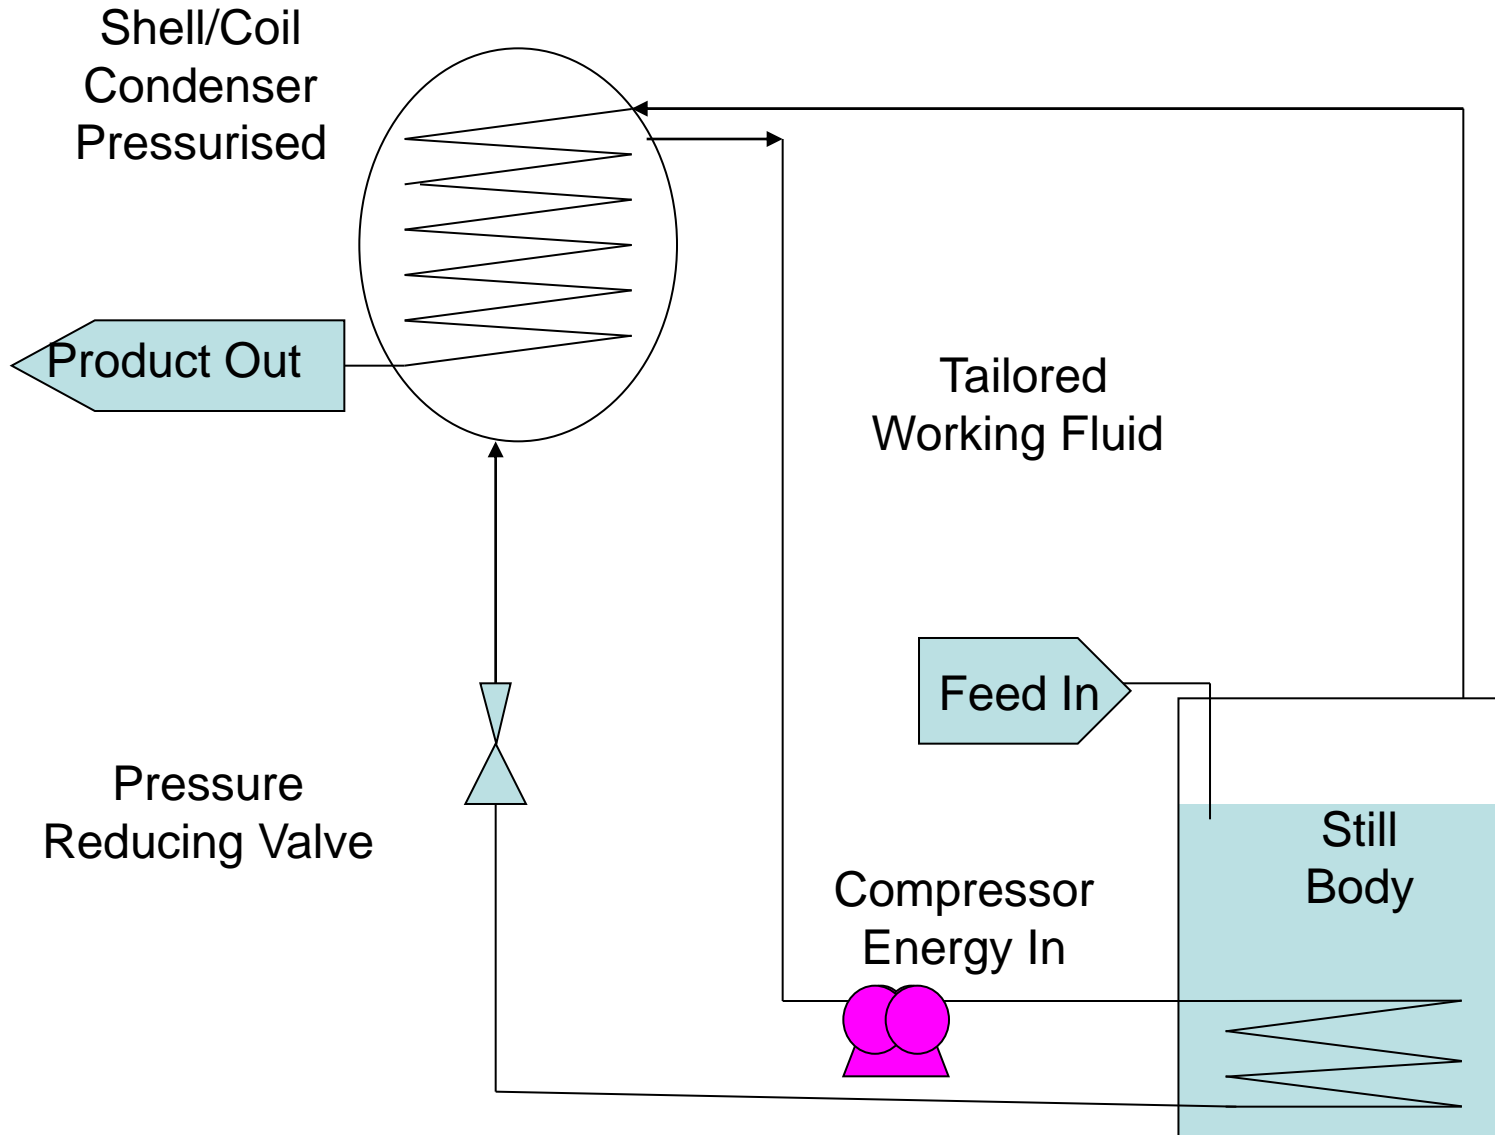 Shell/Coil
Condenser
Pressurised
Product Out
Tailored
Working Fluid
Feed In
Pressure
Reducing Valve
Still
Body
Compressor
Energy In